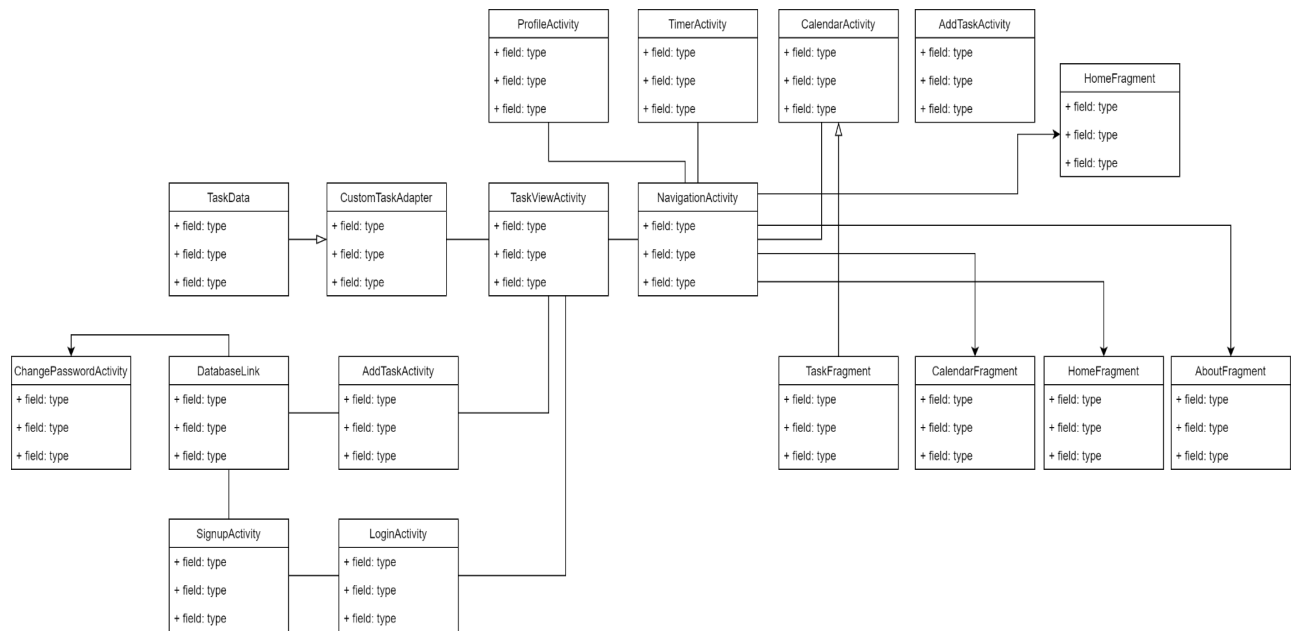 ProfileActivity
+ field: type
+ field: type
+ field: type
TimerActivity
+ field: type
+ field: type
+ field: type
CalendarActivity
+ field: type
+ field: type
+ field: type
AddTaskActivity
+ field: type
+ field: type
+ field: type
HomeFragment
+ field: type
+ field: type
+ field: type
TaskData
+ field: type
+ field: type
+ field: type
CustomTaskAdapter
+ field: type
+ field: type
+ field: type
TaskViewActivity
+ field: type
+ field: type
+ field: type
NavigationActivity
+ field: type
+ field: type
+ field: type
ChangePasswordActivity
+ field: type
+ field: type
+ field: type
DatabaseLink
+ field: type
+ field: type
+ field: type
AddTaskActivity
+ field: type
+ field: type
+ field: type
TaskFragment
+ field: type
+ field: type
+ field: type
CalendarFragment
+ field: type
+ field: type
+ field: type
HomeFragment
+ field: type
+ field: type
+ field: type
AboutFragment
+ field: type
+ field: type
+ field: type
SignupActivity
+ field: type
+ field: type
+ field: type
LoginActivity
+ field: type
+ field: type
+ field: type